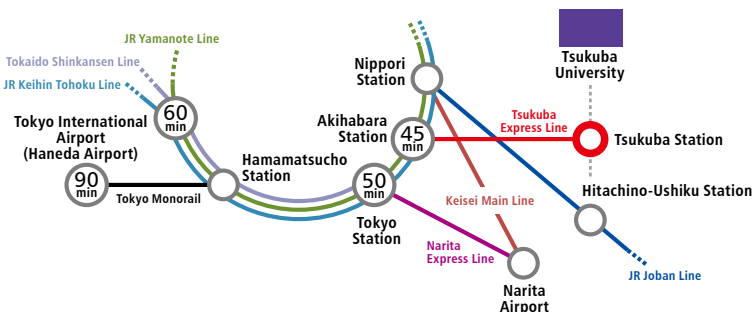 JR Yamanote Line
Tokaido Shinkansen Line
JR Keihin Tohoku Line
Tokyo International
Airport
(Haneda Airport)
60
min
90
min
Tokyo Monorail
Hamamatsucho
Station
Nippori
Station
Akihabara
Station
45
min
50
min
Tokyo
Station
Tsukuba
Express Line
Keisei Main Line
Narita
Express Line
Narita
Airport
Tsukuba
University
Tsukuba Station
Hitachino-Ushiku Station
JR Joban Line